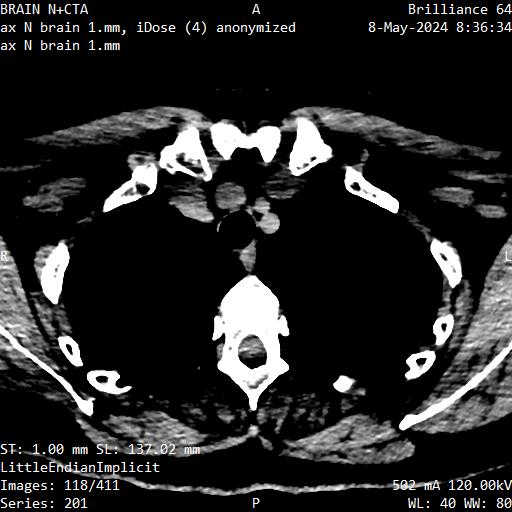 BRAIN N+CTA
A
Brilliance 64
ax N brain 1.mm, iDose (4) anonymized
8-May-2024 8:36:34
ax N brain 1.mm
R
L
ST: 1.00 mm SL: 137.02 mm
LittleEndianImplicit
Images: 118/411
502 mA 120.00kV
Series: 201
P
WL: 40 WW: 80